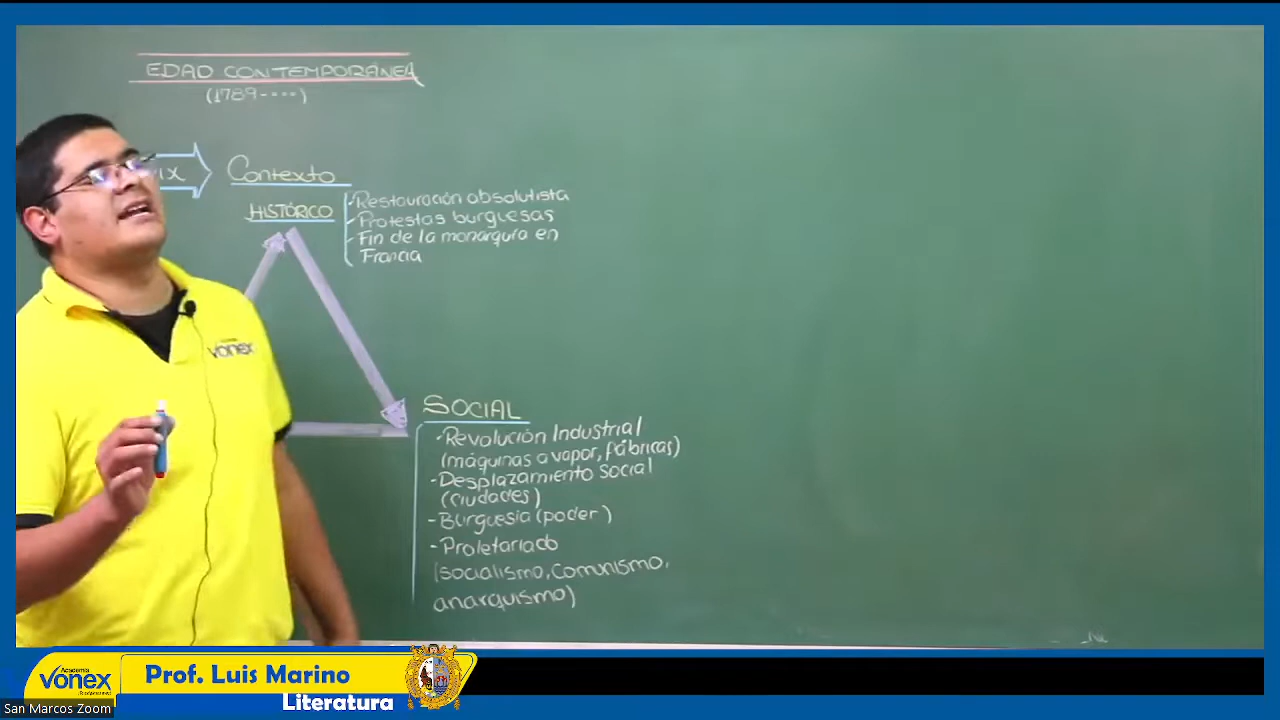 EDAD CONTEMPORÁNEA
(1789----)
IX
Contexto
HISTÓRICO
- Restauración absolutista
- Protestas burguesas
- Fin de la monarquía en
Francia
SOCIAL
- Revolución Industrial
(máquinas a vapor, fábricas)
- Desplazamiento social
(ciudades)
- Burguesía (poder)
- Proletariado
(socialismo, comunismo,
anarquismo)
vonex
Academia
vonex
Prof. Luis Marino
Literatura
San Marcos Zoom